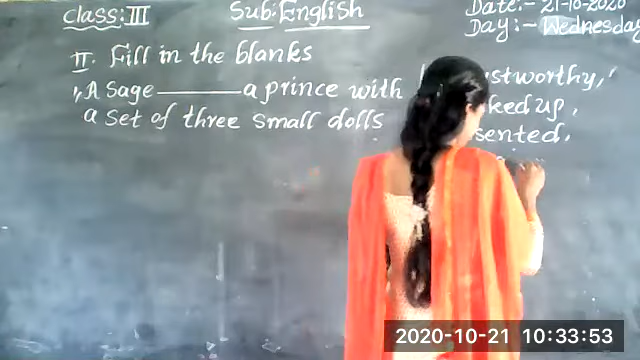 Class: III
Sub: English
Date:- 21-10-2020
Day:- Wednesday
II. Fill in the blanks
1, A Sage ______ a prince with
a set of three small dolls
stworthy,
ked up,
sented,
2020-10-21 10:33:53